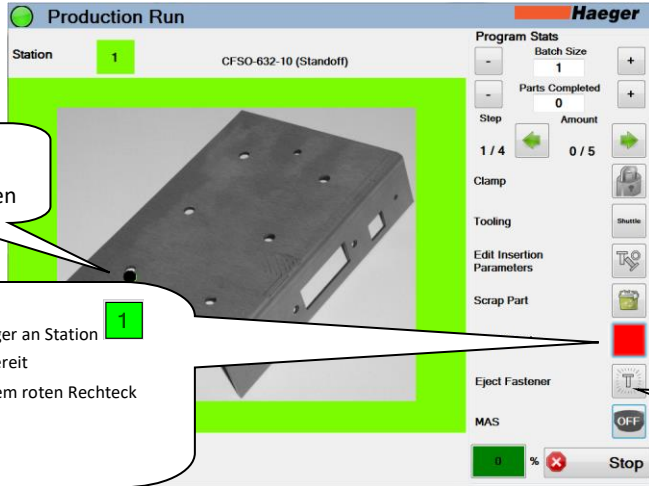 Production Run
Haeger
Station
1
CFSO-632-10 (Standoff)
Program Stats
Batch Size
-
1
+
Parts Completed
-
0
+
Step
Amount
1 / 4
0 / 5
Clamp
Tooling
Shuttle
Edit Insertion
Parameters
Scrap Part
Eject Fastener
T
MAS
OFF
0
%
Stop
en
ger an Station
1
ereit
em roten Rechteck